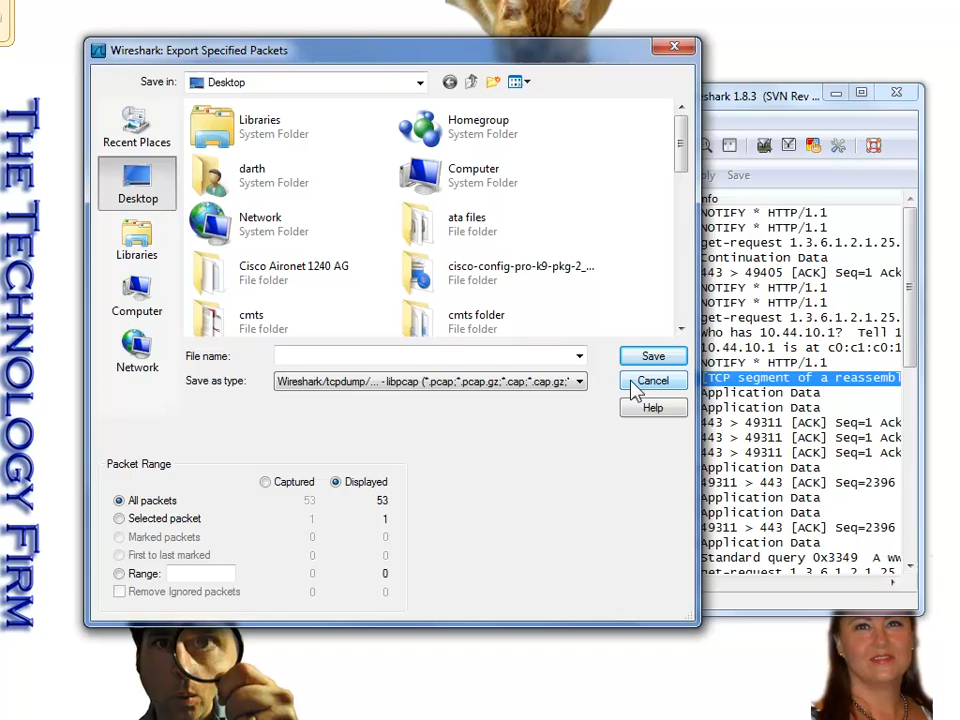 THE TECHNOLOGY FIRM
Wireshark: Export Specified Packets
Save in:
Desktop
Recent Places
Desktop
Libraries
Computer
Network
Libraries
System Folder
Homegroup
System Folder
darth
System Folder
Computer
System Folder
Network
System Folder
ata files
File folder
Cisco Aironet 1240 AG
File folder
cisco-config-pro-k9-pkg-2_...
File folder
cmts
File folder
cmts folder
File folder
File name:
Save
Save as type:
Wireshark/tcpdump/... - libpcap (*.pcap;*.pcap.gz;*.cap;*.cap.gz;*
Cancel
Help
Packet Range
Captured
Displayed
All packets 53 53
Selected packet 1 1
Marked packets 0 0
First to last marked 0 0
Range: 0 0
Remove Ignored packets 0 0
shark 1.8.3 (SVN Rev ...
ply Save
nfo
NOTIFY * HTTP/1.1
NOTIFY * HTTP/1.1
get-request 1.3.6.1.2.1.25.
Continuation Data
443 > 49405 [ACK] Seq=1 Ack
NOTIFY * HTTP/1.1
NOTIFY * HTTP/1.1
get-request 1.3.6.1.2.1.25.
who has 10.44.10.1? Tell 1
10.44.10.1 is at c0:c1:c0:1
NOTIFY * HTTP/1.1
[TCP segment of a reassembl
Application Data
Application Data
443 > 49311 [ACK] Seq=1 Ack
443 > 49311 [ACK] Seq=1 Ack
443 > 49311 [ACK] Seq=1 Ack
Application Data
49311 > 443 [ACK] Seq=2396
Application Data
Application Data
49311 > 443 [ACK] Seq=2396
Application Data
Standard query 0x3349 A ww
get-request 1.3.6.1.2.1.25